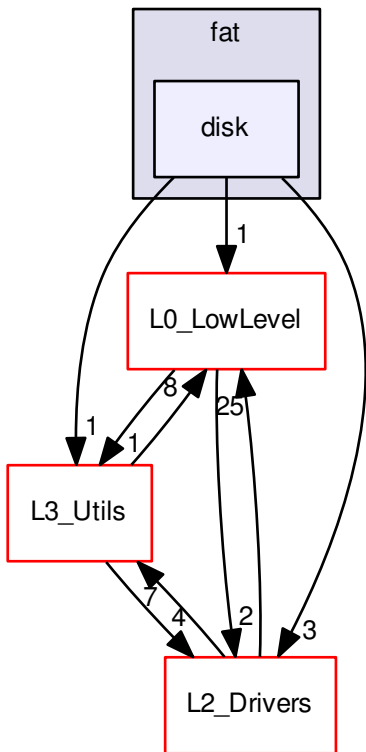 fat
disk
1
L0_LowLevel
8
25
1
1
L3_Utils
7
4
2
3
L2_Drivers